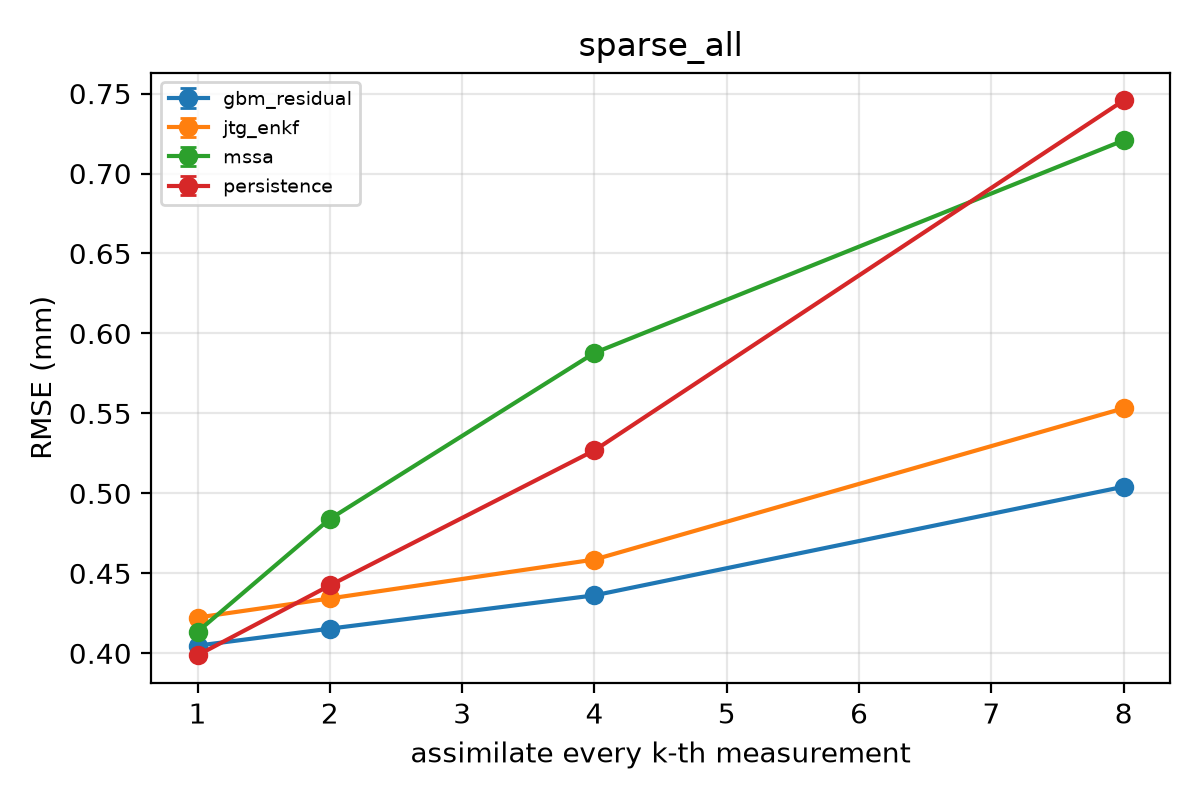 sparse_all
gbm_residual
jtg_enkf
mssa
persistence
0.75
0.70
0.65
0.60
0.55
0.50
0.45
0.40
RMSE (mm)
1 2 3 4 5 6 7 8
assimilate every k-th measurement